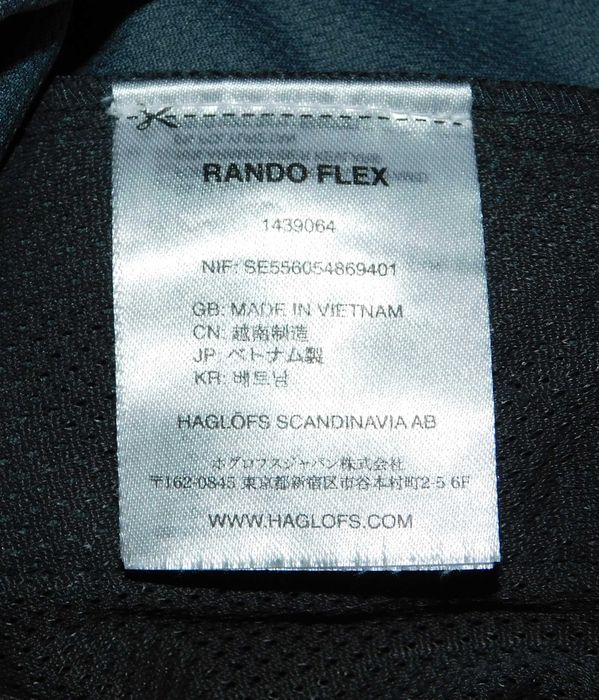 RANDO FLEX
1439064
NIF: SE556054869401
GB: MADE IN VIETNAM
CN: 越南制造
JP: ベトナム製
KR: 베트남
HAGLÖFS SCANDINAVIA AB
ホグロフスジャパン株式会社
〒162-0845 東京都新宿区市谷本村町2-5 6F
WWW.HAGLOFS.COM